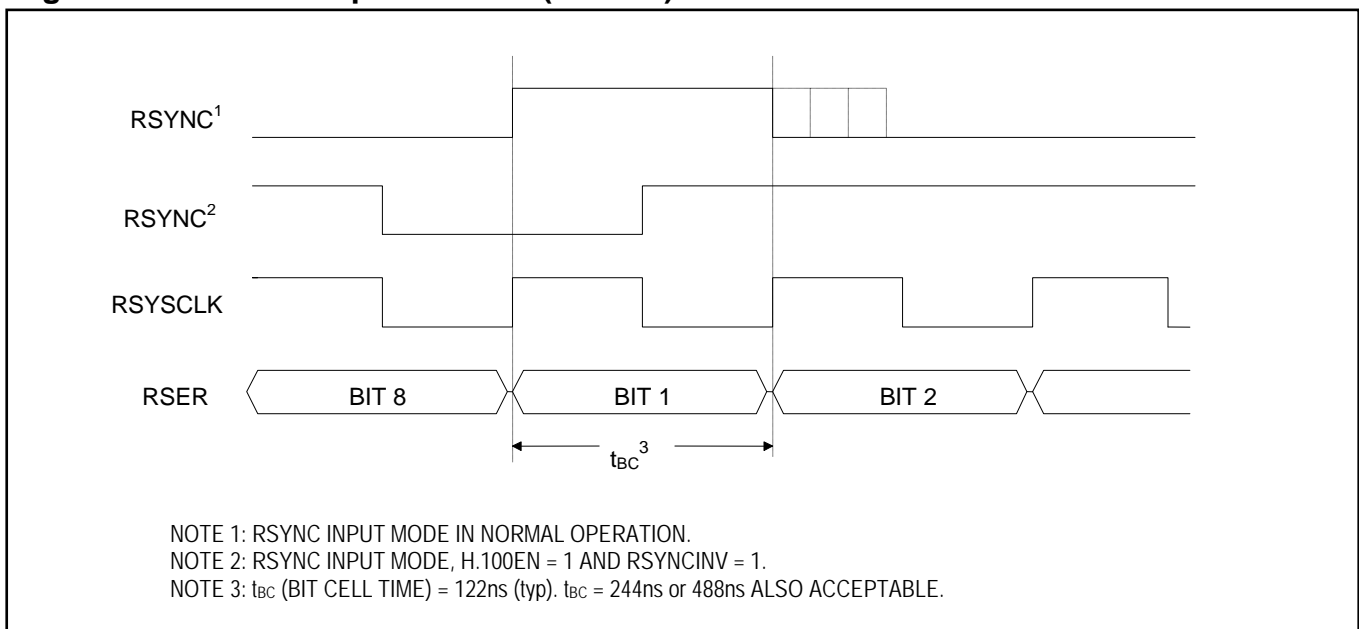 RSYNC¹
RSYNC²
RSYSCLK
RSER
BIT 8
BIT 1
BIT 2
tBC³
NOTE 1: RSYNC INPUT MODE IN NORMAL OPERATION.
NOTE 2: RSYNC INPUT MODE, H.100EN = 1 AND RSYNCINV = 1.
NOTE 3: tBC (BIT CELL TIME) = 122ns (typ). tBC = 244ns or 488ns ALSO ACCEPTABLE.